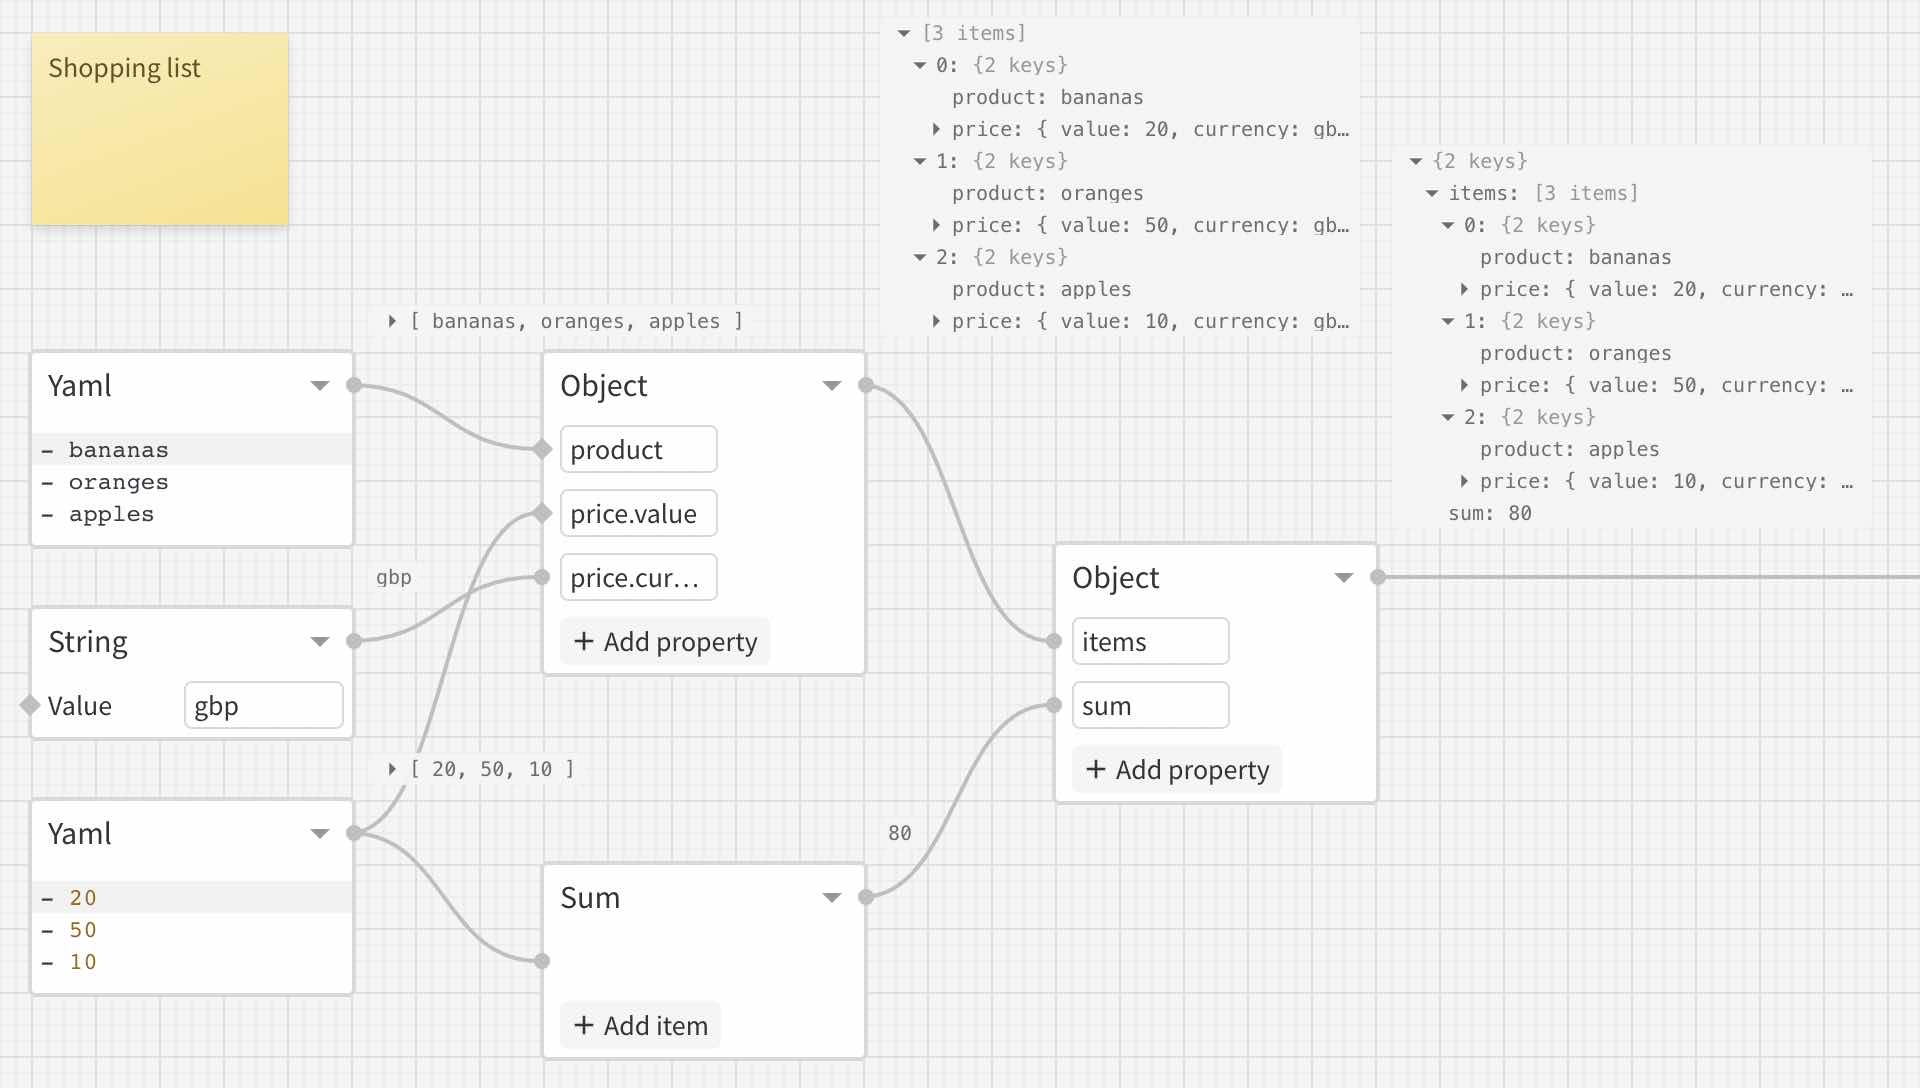 Shopping list
[3 items]
0: {2 keys}
product: bananas
price: { value: 20, currency: gb…
1: {2 keys}
product: oranges
price: { value: 50, currency: gb…
2: {2 keys}
product: apples
price: { value: 10, currency: gb…
{2 keys}
items: [3 items]
0: {2 keys}
product: bananas
price: { value: 20, currency: …
1: {2 keys}
product: oranges
price: { value: 50, currency: …
2: {2 keys}
product: apples
price: { value: 10, currency: …
sum: 80
[ bananas, oranges, apples ]
Yaml
- bananas
- oranges
- apples
Object
product
price.value
price.cur…
+ Add property
gbp
String
Value gbp
[ 20, 50, 10 ]
Yaml
- 20
- 50
- 10
Sum
+ Add item
80
Object
items
sum
+ Add property